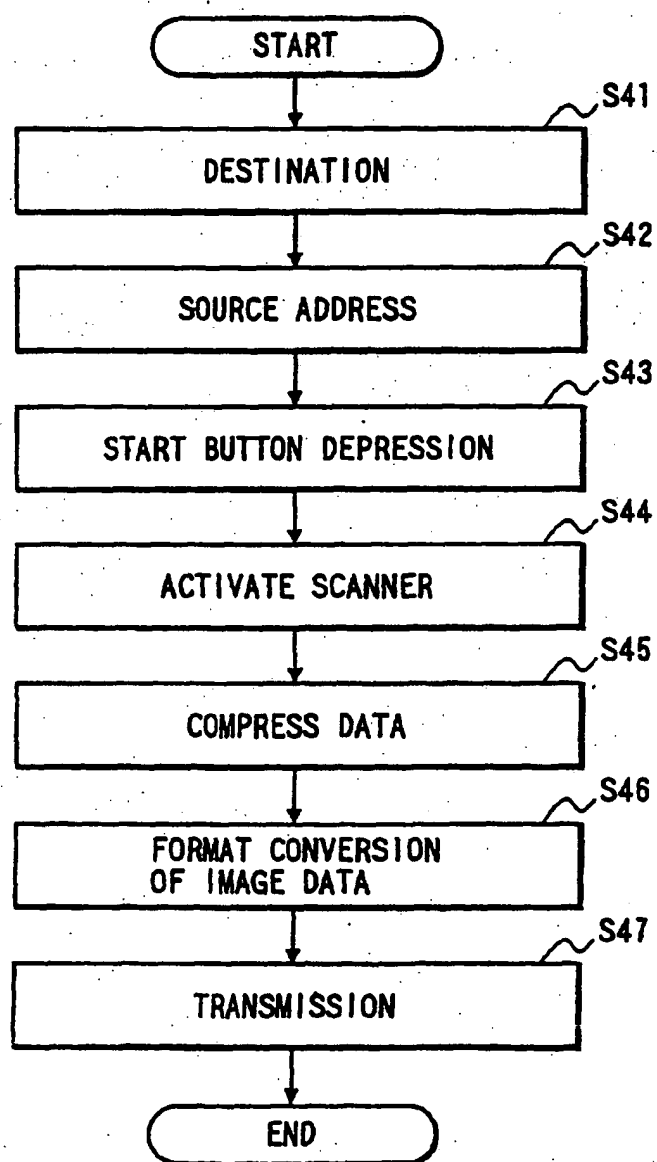 START
S41
DESTINATION
S42
SOURCE ADDRESS
S43
START BUTTON DEPRESSION
S44
ACTIVATE SCANNER
S45
COMPRESS DATA
S46
FORMAT CONVERSION
OF IMAGE DATA
S47
TRANSMISSION
END